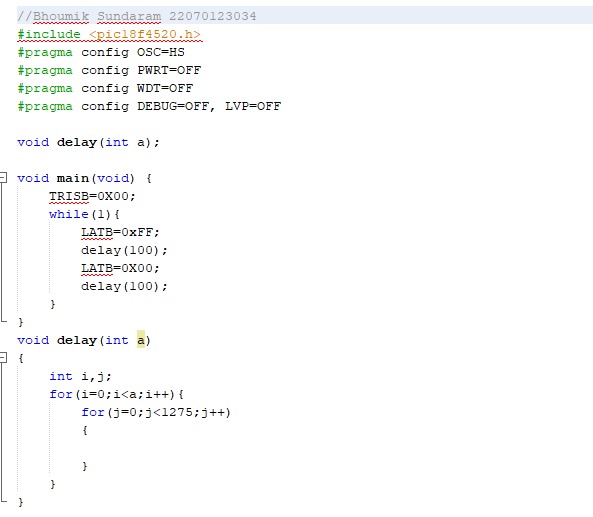 //Bhoumik Sundaram 22070123034
#include <pic18f4520.h>
#pragma config OSC=HS
#pragma config PWRT=OFF
#pragma config WDT=OFF
#pragma config DEBUG=OFF, LVP=OFF
void delay(int a);
void main(void) {
TRISB=0X00;
while(1){
LATB=0xFF;
delay(100);
LATB=0X00;
delay(100);
}
}
void delay(int a)
{
int i,j;
for(i=0;i<a;i++){
for(j=0;j<1275;j++)
{
}
}
}